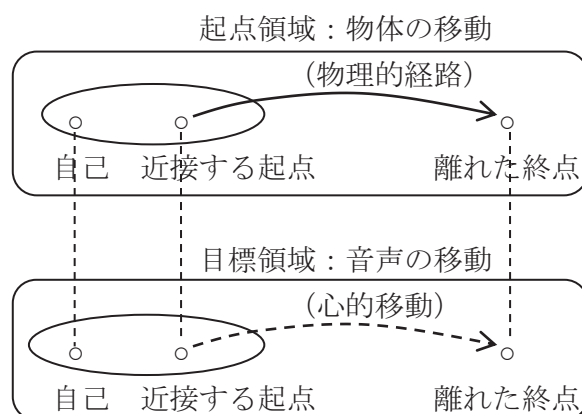 起点領域：物体の移動
（物理的経路）
自己 近接する起点 離れた終点
目標領域：音声の移動
（心的移動）
自己 近接する起点 離れた終点